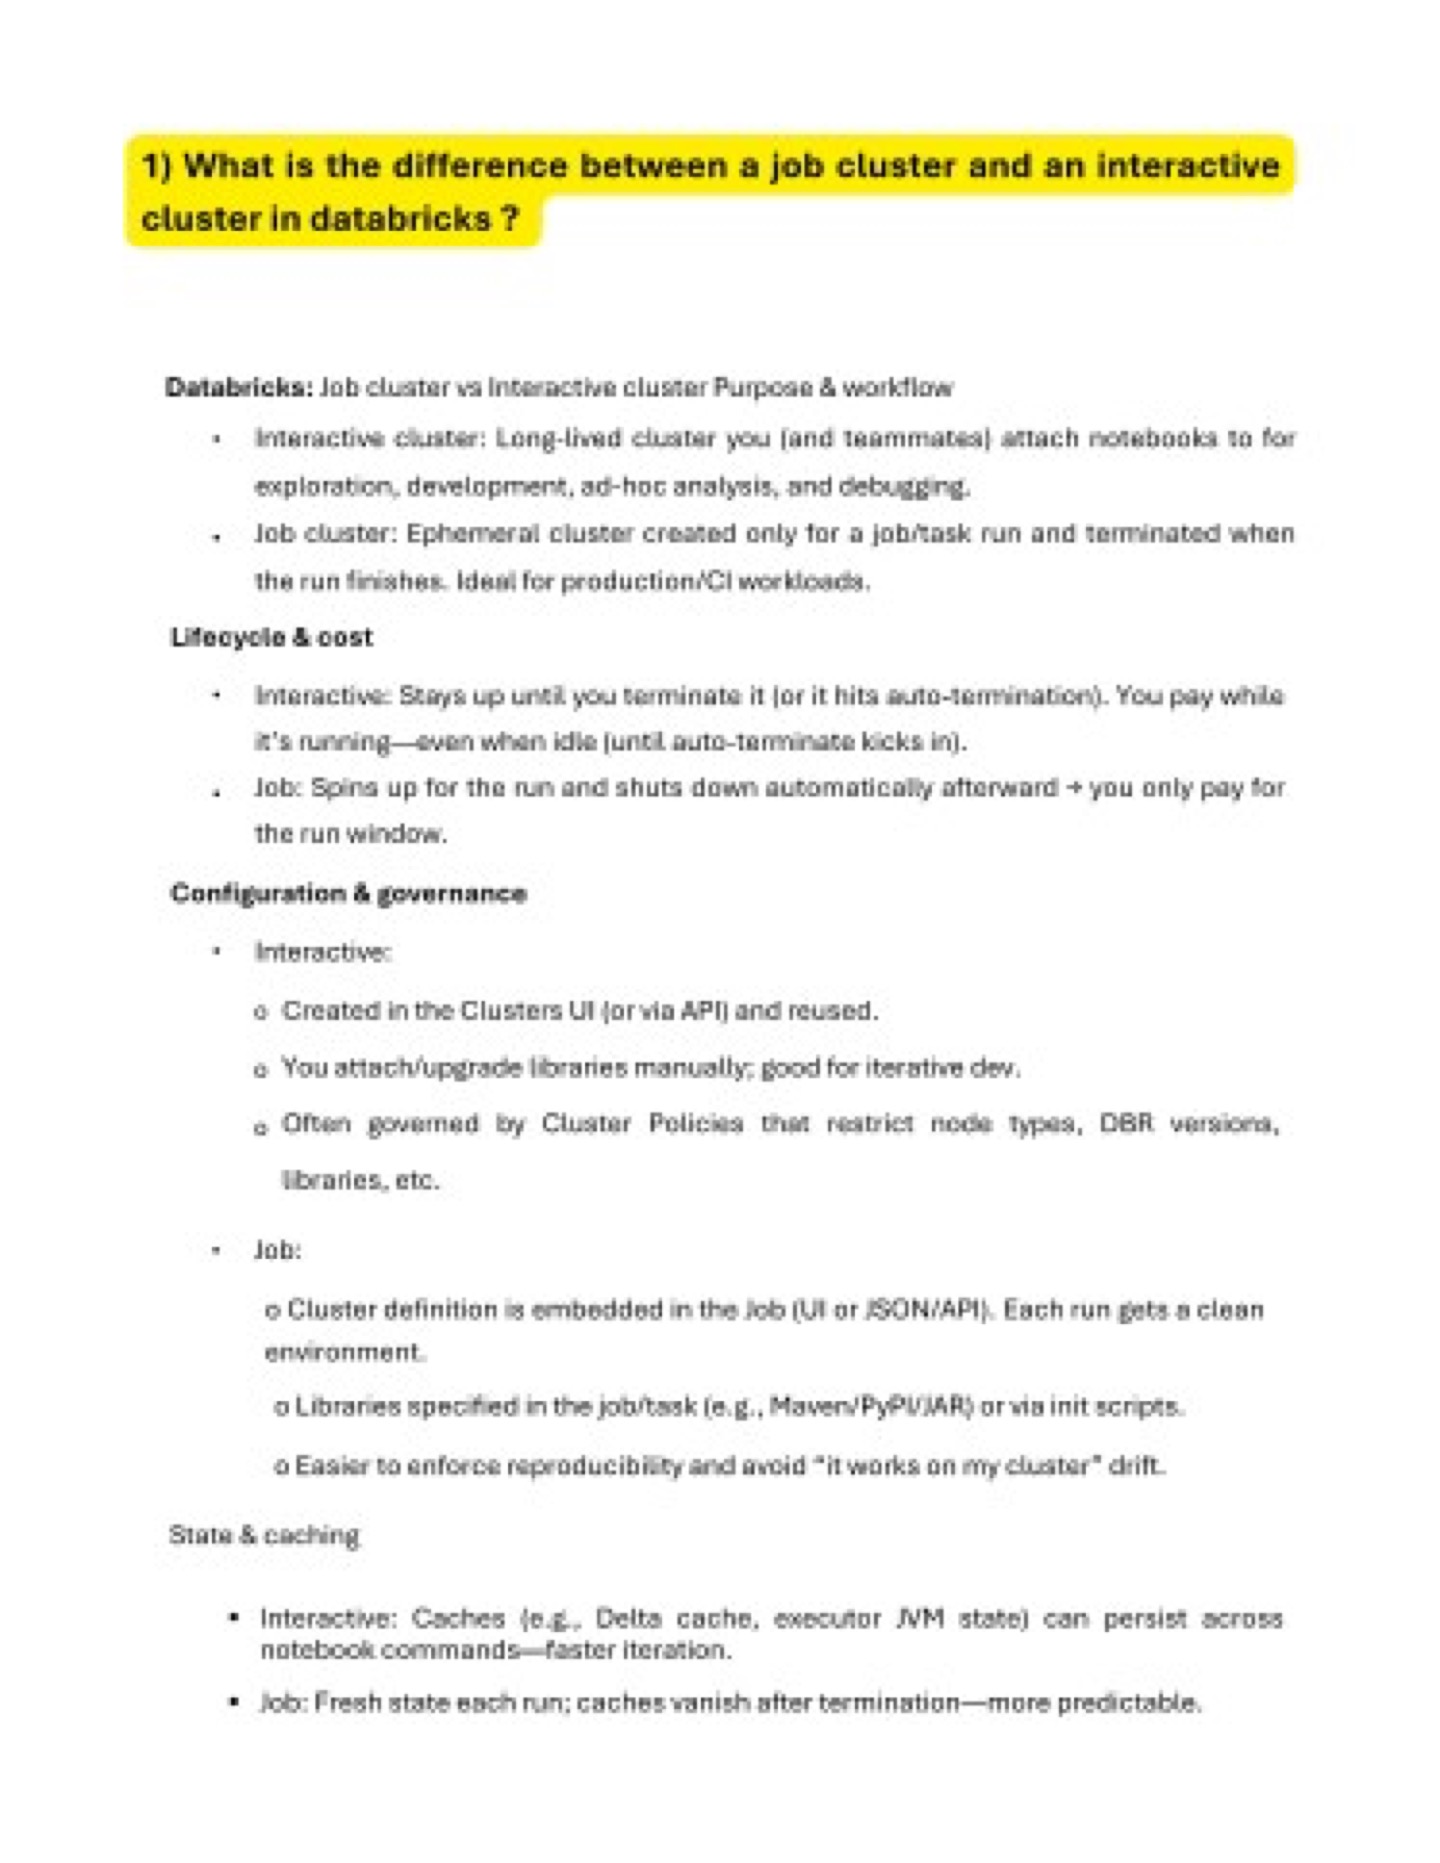 1) What is the difference between a job cluster and an interactive
cluster in databricks ?
Databricks: Job cluster vs Interactive cluster Purpose & workflow
• Interactive cluster: Long-lived cluster you (and teammates) attach notebooks to for
exploration, development, ad-hoc analysis, and debugging.
• Job cluster: Ephemeral cluster created only for a job/task run and terminated when
the run finishes. Ideal for production/CI workloads.
Lifecycle & cost
• Interactive: Stays up until you terminate it (or it hits auto-termination). You pay while
it's running—even when idle (until auto-terminate kicks in).
• Job: Spins up for the run and shuts down automatically afterward → you only pay for
the run window.
Configuration & governance
• Interactive:
o Created in the Clusters UI (or via API) and reused.
o You attach/upgrade libraries manually; good for iterative dev.
o Often governed by Cluster Policies that restrict node types, DBR versions,
libraries, etc.
• Job:
o Cluster definition is embedded in the Job (UI or JSON/API). Each run gets a clean
environment.
o Libraries specified in the job/task (e.g., Maven/PyPI/JAR) or via init scripts.
o Easier to enforce reproducibility and avoid "it works on my cluster" drift.
State & caching
▪ Interactive: Caches (e.g., Delta cache, executor JVM state) can persist across
notebook commands—faster iteration.
▪ Job: Fresh state each run; caches vanish after termination—more predictable.